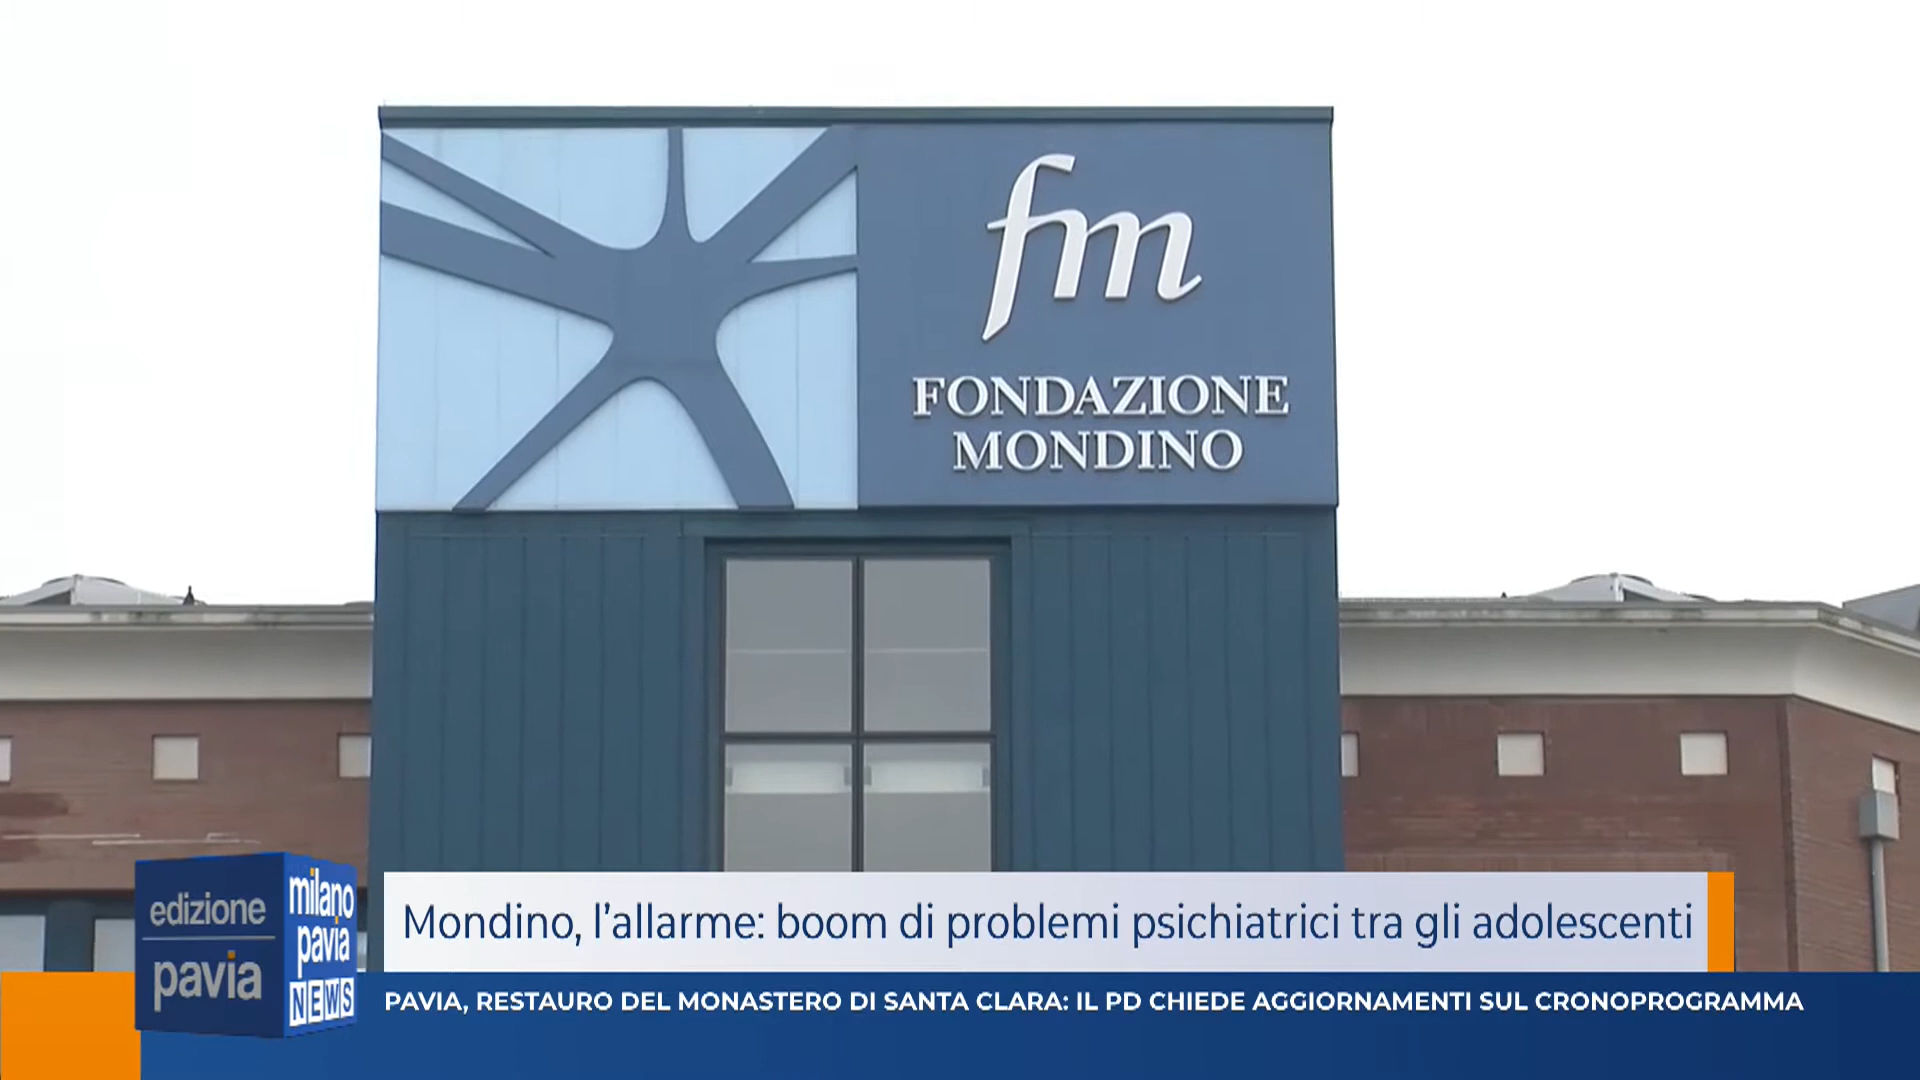 fm
FONDAZIONE
MONDINO
edizione
pavia
milano
pavia
NEWS
Mondino, l’allarme: boom di problemi psichiatrici tra gli adolescenti
PAVIA, RESTAURO DEL MONASTERO DI SANTA CLARA: IL PD CHIEDE AGGIORNAMENTI SUL CRONOPROGRAMMA